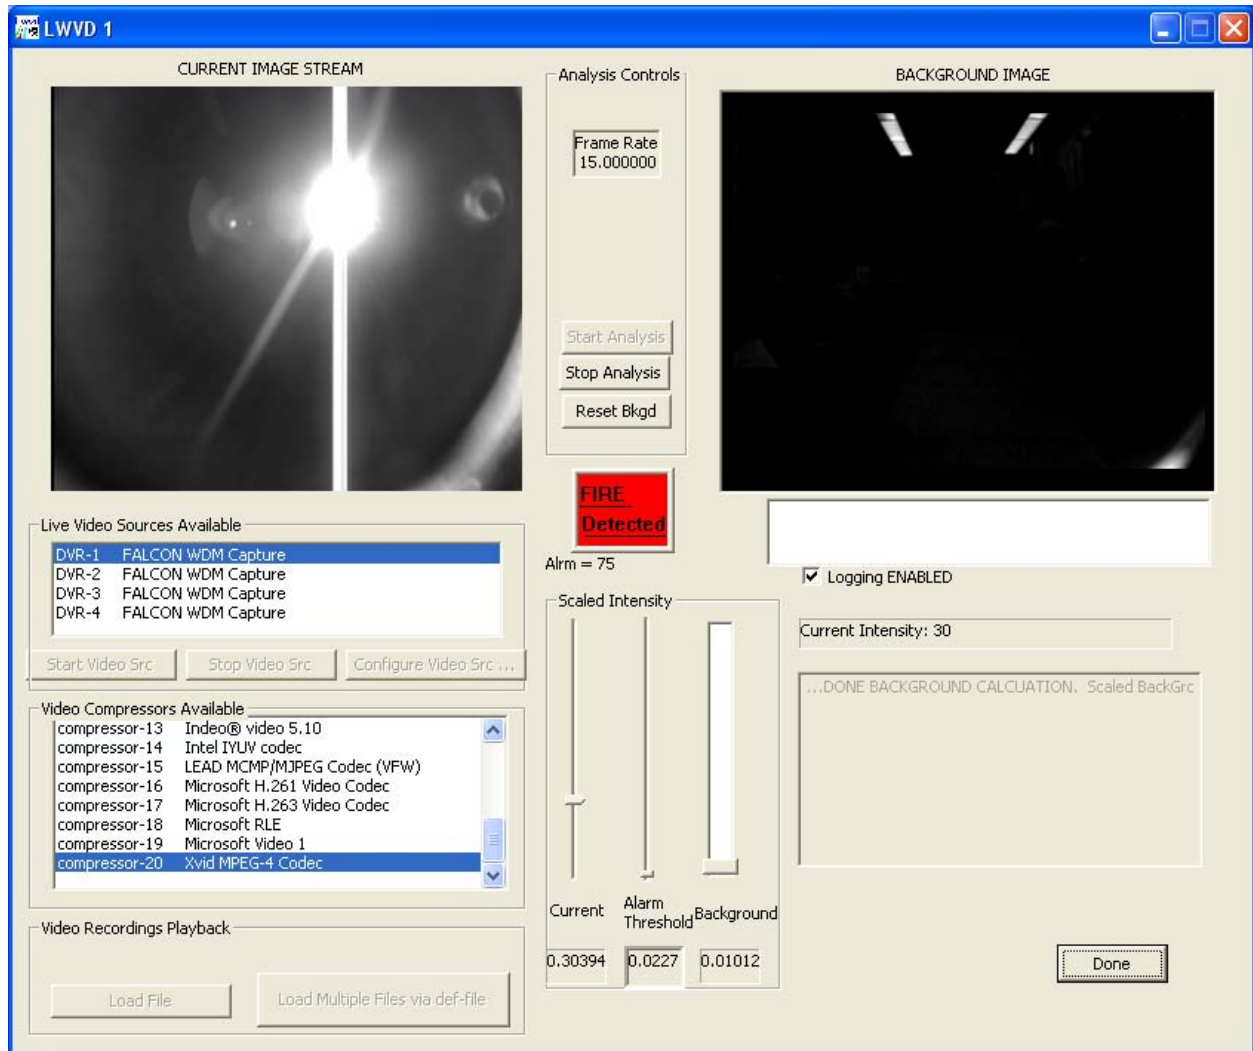 LWVD 1
CURRENT IMAGE STREAM
Analysis Controls
BACKGROUND IMAGE
Frame Rate
15.000000
Start Analysis
Stop Analysis
Reset Bkgd
FIRE
Detected
Alrm = 75
Live Video Sources Available
DVR-1 FALCON WDM Capture
DVR-2 FALCON WDM Capture
DVR-3 FALCON WDM Capture
DVR-4 FALCON WDM Capture
Start Video Src Stop Video Src Configure Video Src ...
Logging ENABLED
Current Intensity: 30
...DONE BACKGROUND CALCUATION. Scaled BackGrc
Video Compressors Available
compressor-13 Indeo® video 5.10
compressor-14 Intel IYUV codec
compressor-15 LEAD MCMP/MJPEG Codec (VFW)
compressor-16 Microsoft H.261 Video Codec
compressor-17 Microsoft H.263 Video Codec
compressor-18 Microsoft RLE
compressor-19 Microsoft Video 1
compressor-20 Xvid MPEG-4 Codec
Scaled Intensity
Current
Alarm
Threshold
Background
0.30394 0.0227 0.01012
Video Recordings Playback
Load File Load Multiple Files via def-file
Done